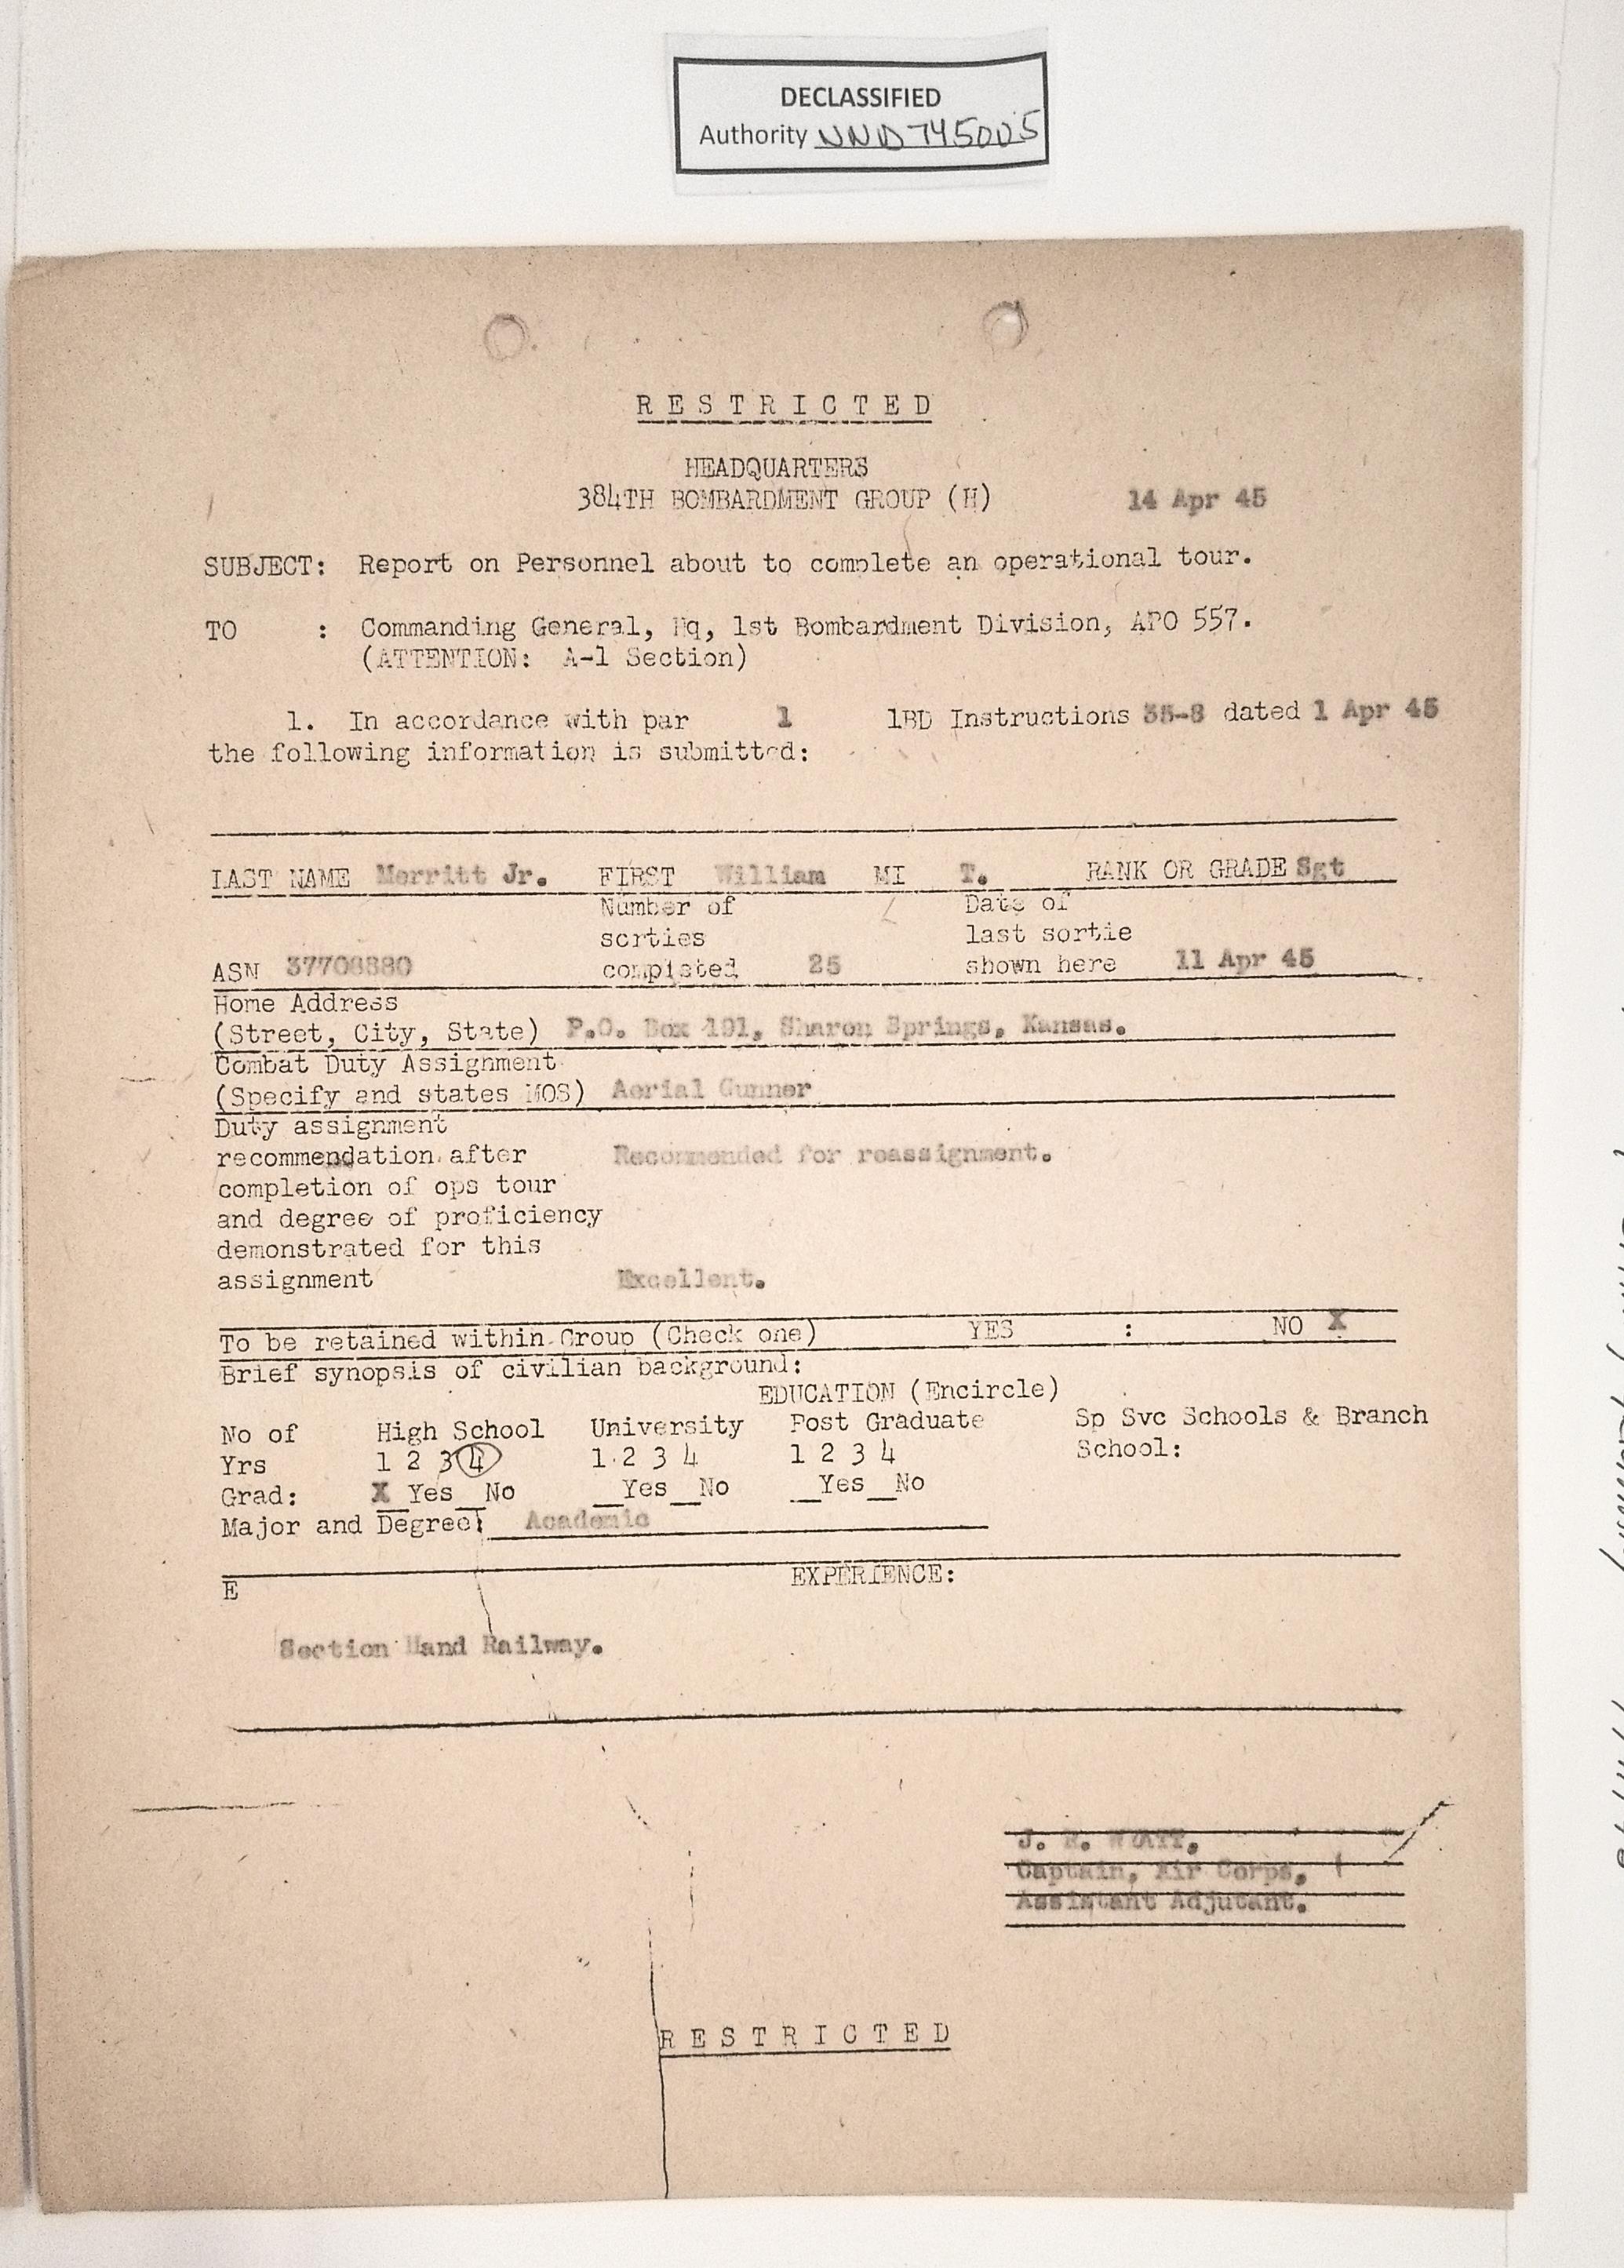 DECLASSIFIED
Authority NND 745005
RESTRICTED
HEADQUARTERS
384TH BOMBARDMENT GROUP (H) 14 Apr 45
SUBJECT: Report on Personnel about to complete an operational tour.
TO : Commanding General, Hq, 1st Bombardment Division, APO 557.
(ATTENTION: A-1 Section)
1. In accordance with par 1 1BD Instructions 35-8 dated 1 Apr 45
the following information is submitted:
LAST NAME Merritt Jr. FIRST William MI T. RANK OR GRADE Sgt
Number of Date of
sorties last sortie
ASN 37708880 completed 25 shown here 11 Apr 45
Home Address
(Street, City, State) P.O. Box 191, Sharon Springs, Kansas.
Combat Duty Assignment
(Specify and states MOS) Aerial Gunner
Duty assignment
recommendation after Recommended for reassignment.
completion of ops tour
and degree of proficiency
demonstrated for this
assignment Excellent.
To be retained within Group (Check one) YES : NO X
Brief synopsis of civilian background:
EDUCATION (Encircle)
No of High School University Post Graduate Sp Svc Schools & Branch
Yrs 1 2 3 4 1 2 3 4 1 2 3 4 School:
Grad: X Yes _No _Yes _No _Yes _No
Major and Degree: Academic
E EXPERIENCE:
Section Hand Railway.
J. R. WYATT,
Captain, Air Corps,
Assistant Adjutant.
RESTRICTED